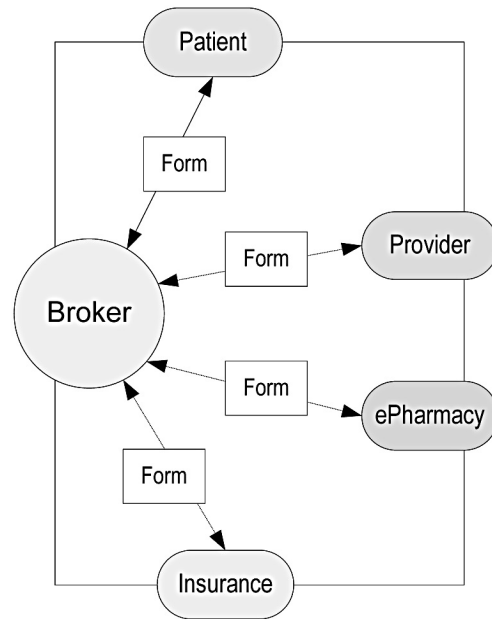 Patient
Form
Form
Provider
Broker
Form
ePharmacy
Form
Insurance